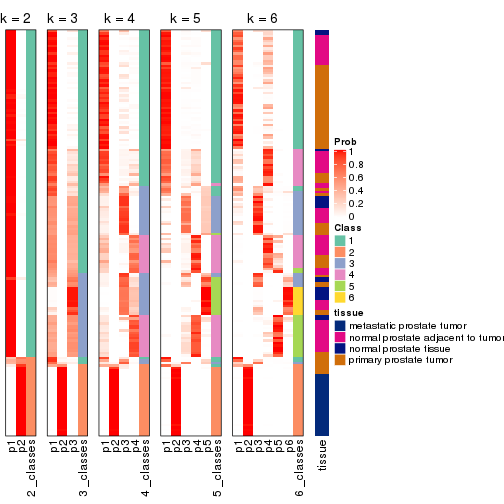 k = 2
k = 3
k = 4
k = 5
k = 6
p1
p2
2_classes
p1
p2
p3
3_classes
p1
p2
p3
p4
4_classes
p1
p2
p3
p4
p5
5_classes
p1
p2
p3
p4
p5
p6
6_classes
tissue
Prob
1
0.8
0.6
0.4
0.2
0
Class
1
2
3
4
5
6
tissue
metastatic prostate tumor
normal prostate adjacent to tumor
normal prostate tissue
primary prostate tumor